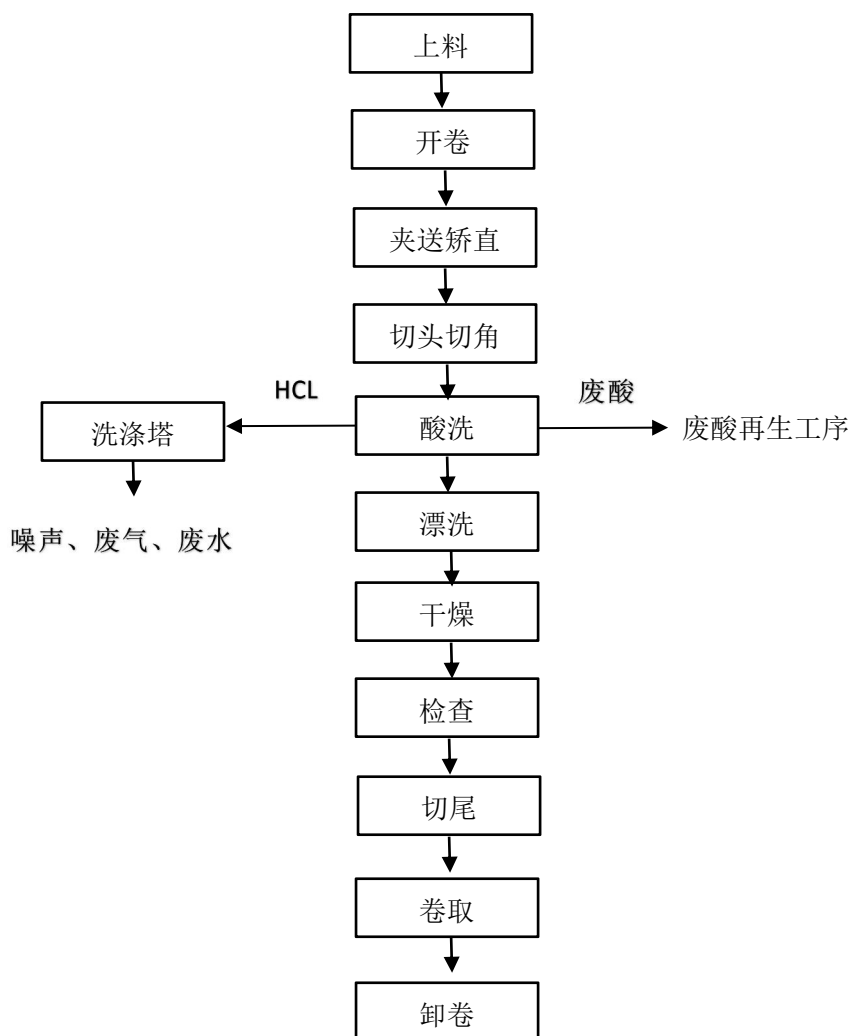 上料
开卷
夹送矫直
切头切角
HCL
废酸
洗涤塔
酸洗
废酸再生工序
漂洗
噪声、废气、废水
干燥
检查
切尾
卷取
卸卷